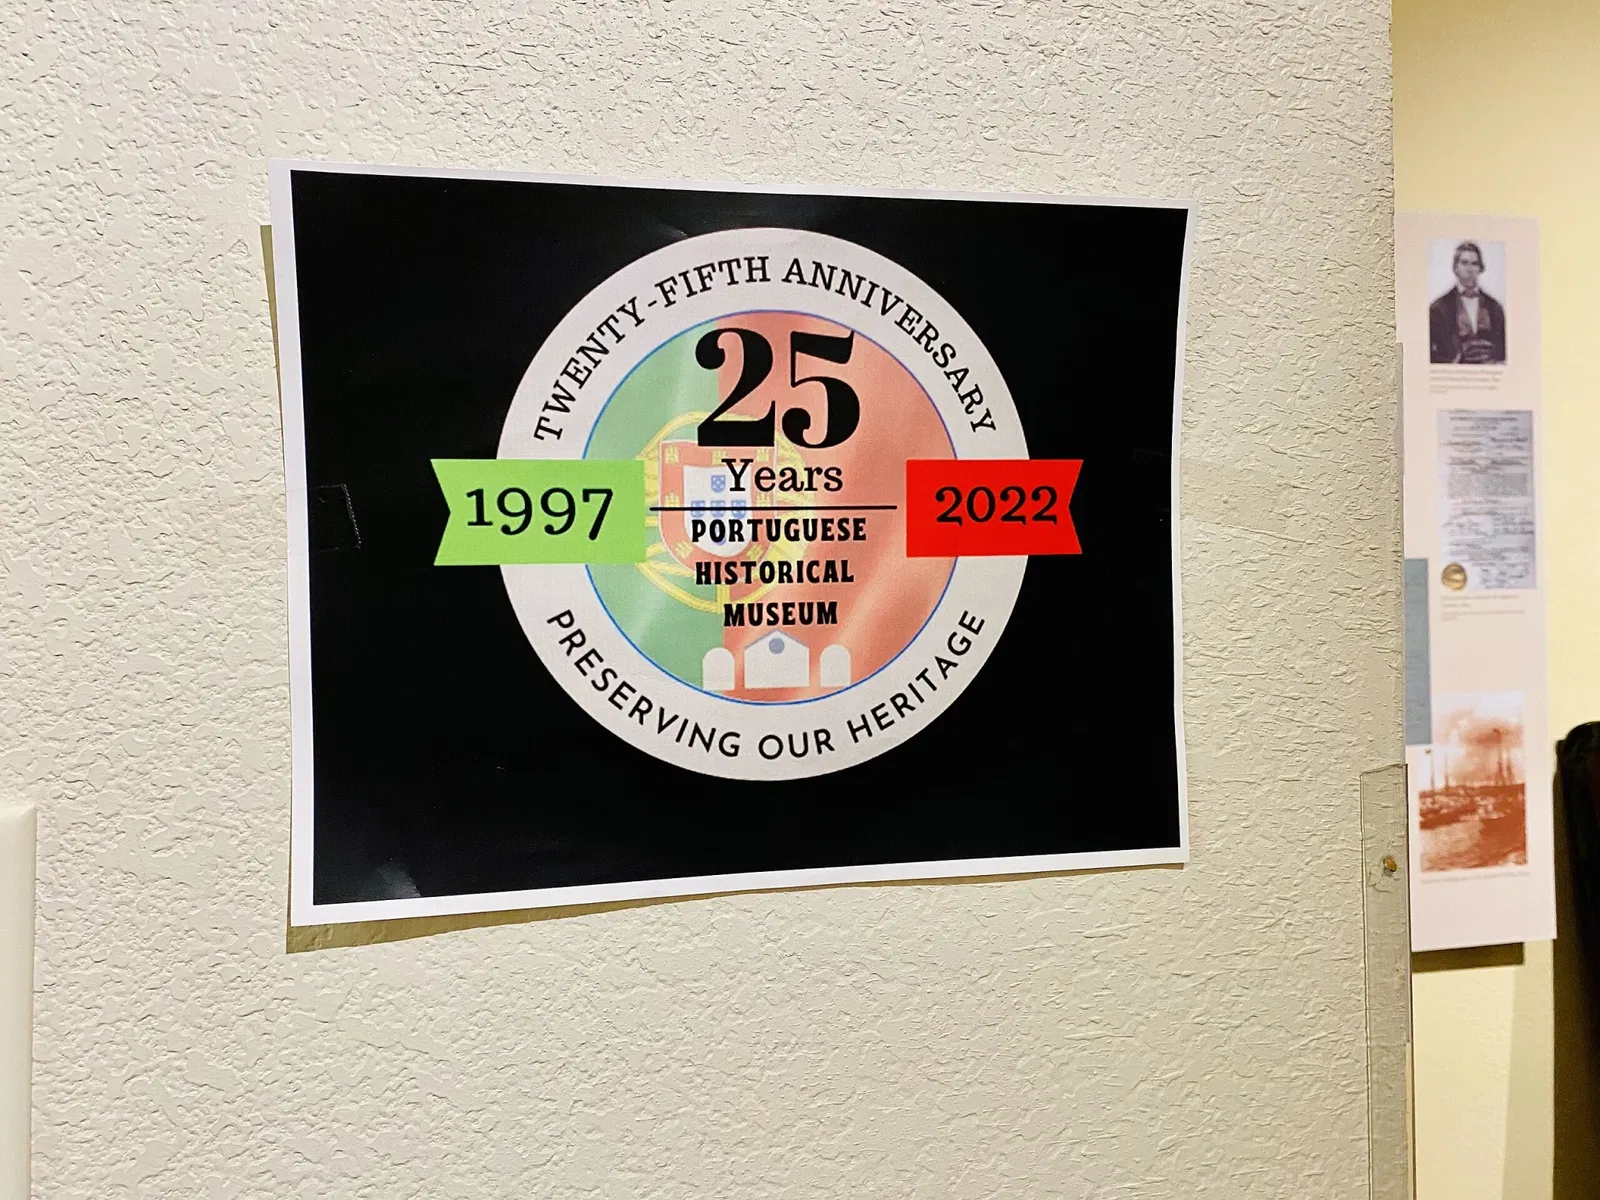 TWENTY-FIFTH ANNIVERSARY
25
Years
1997
2022
PORTUGUESE
HISTORICAL
MUSEUM
PRESERVING OUR HERITAGE